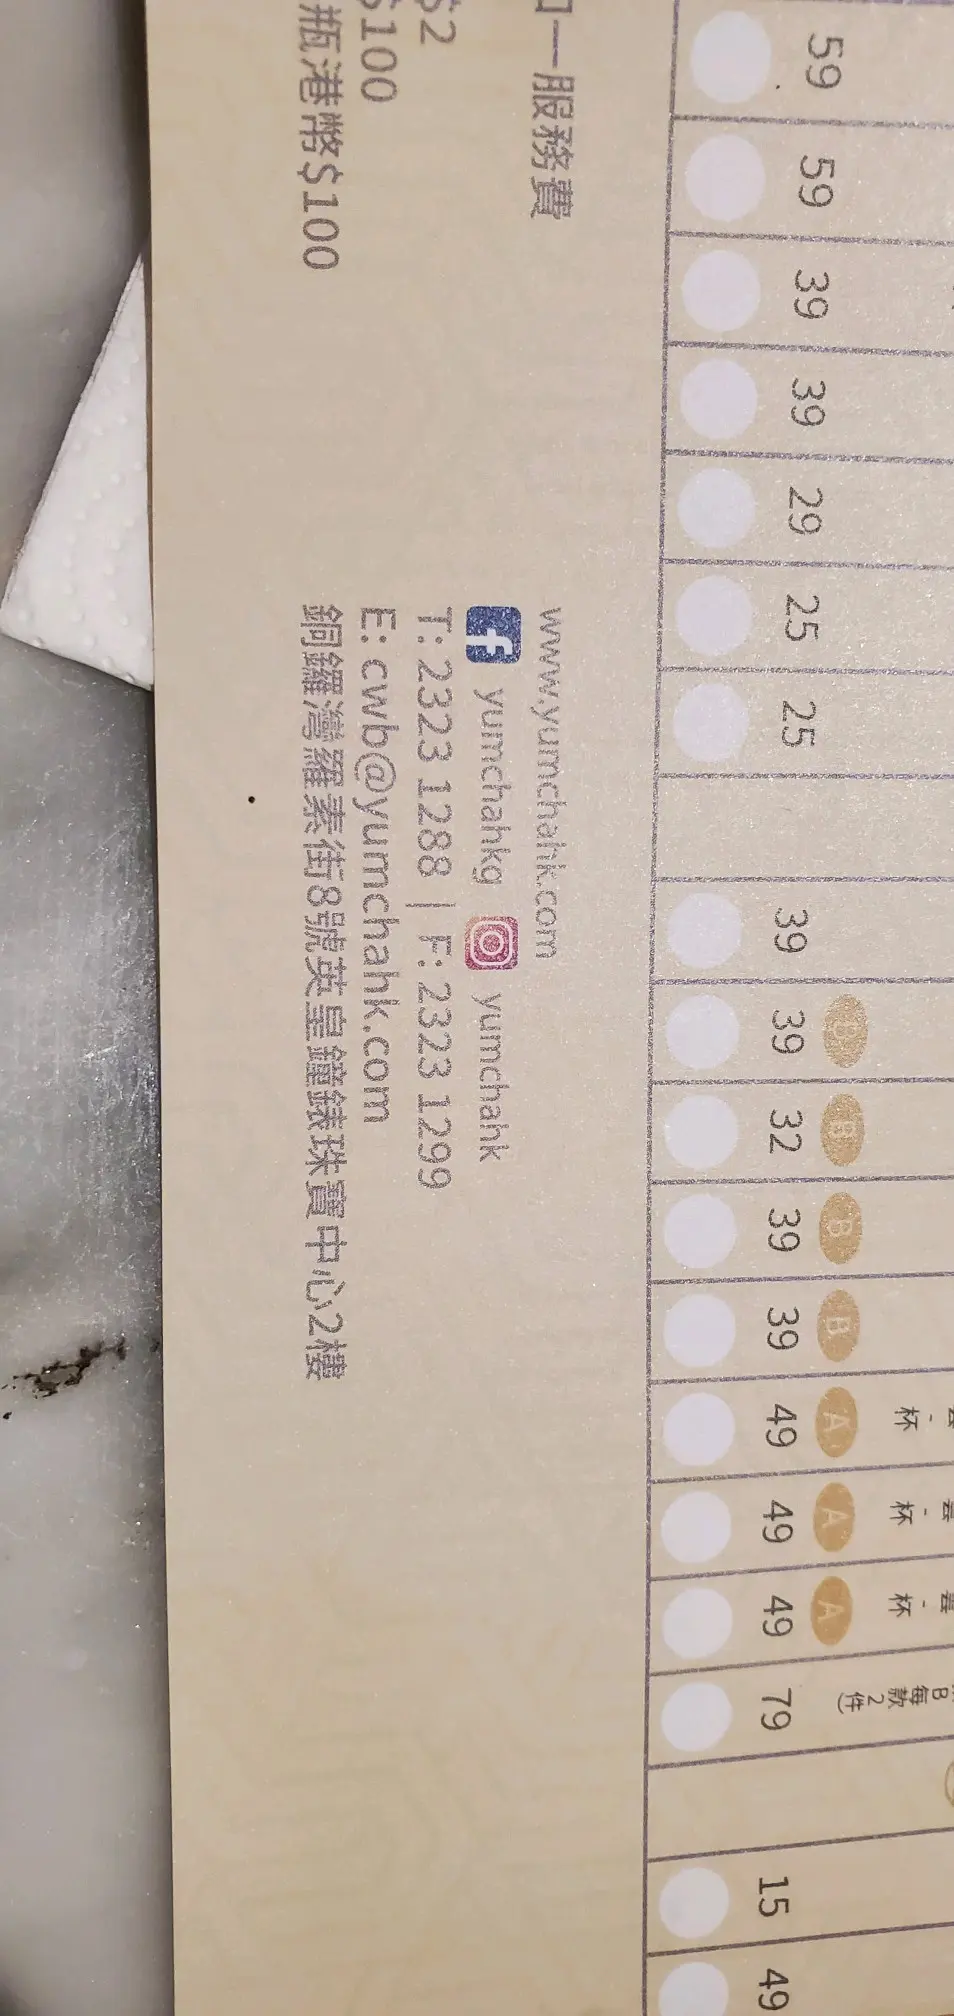 - 杯
- 杯
- 杯
B每款2件)
B B B B A A A
59 59 39 39 29 25 25 39 39 32 39 39 49 49 49 79 15 49
一服務費
$2
$100
瓶港幣$100
www.yumchahk.com
yumchahkg yumchahk
T: 2323 1288 | F: 2323 1299
E: cwb@yumchahk.com
銅鑼灣羅素街8號英皇鐘錶珠寶中心2樓